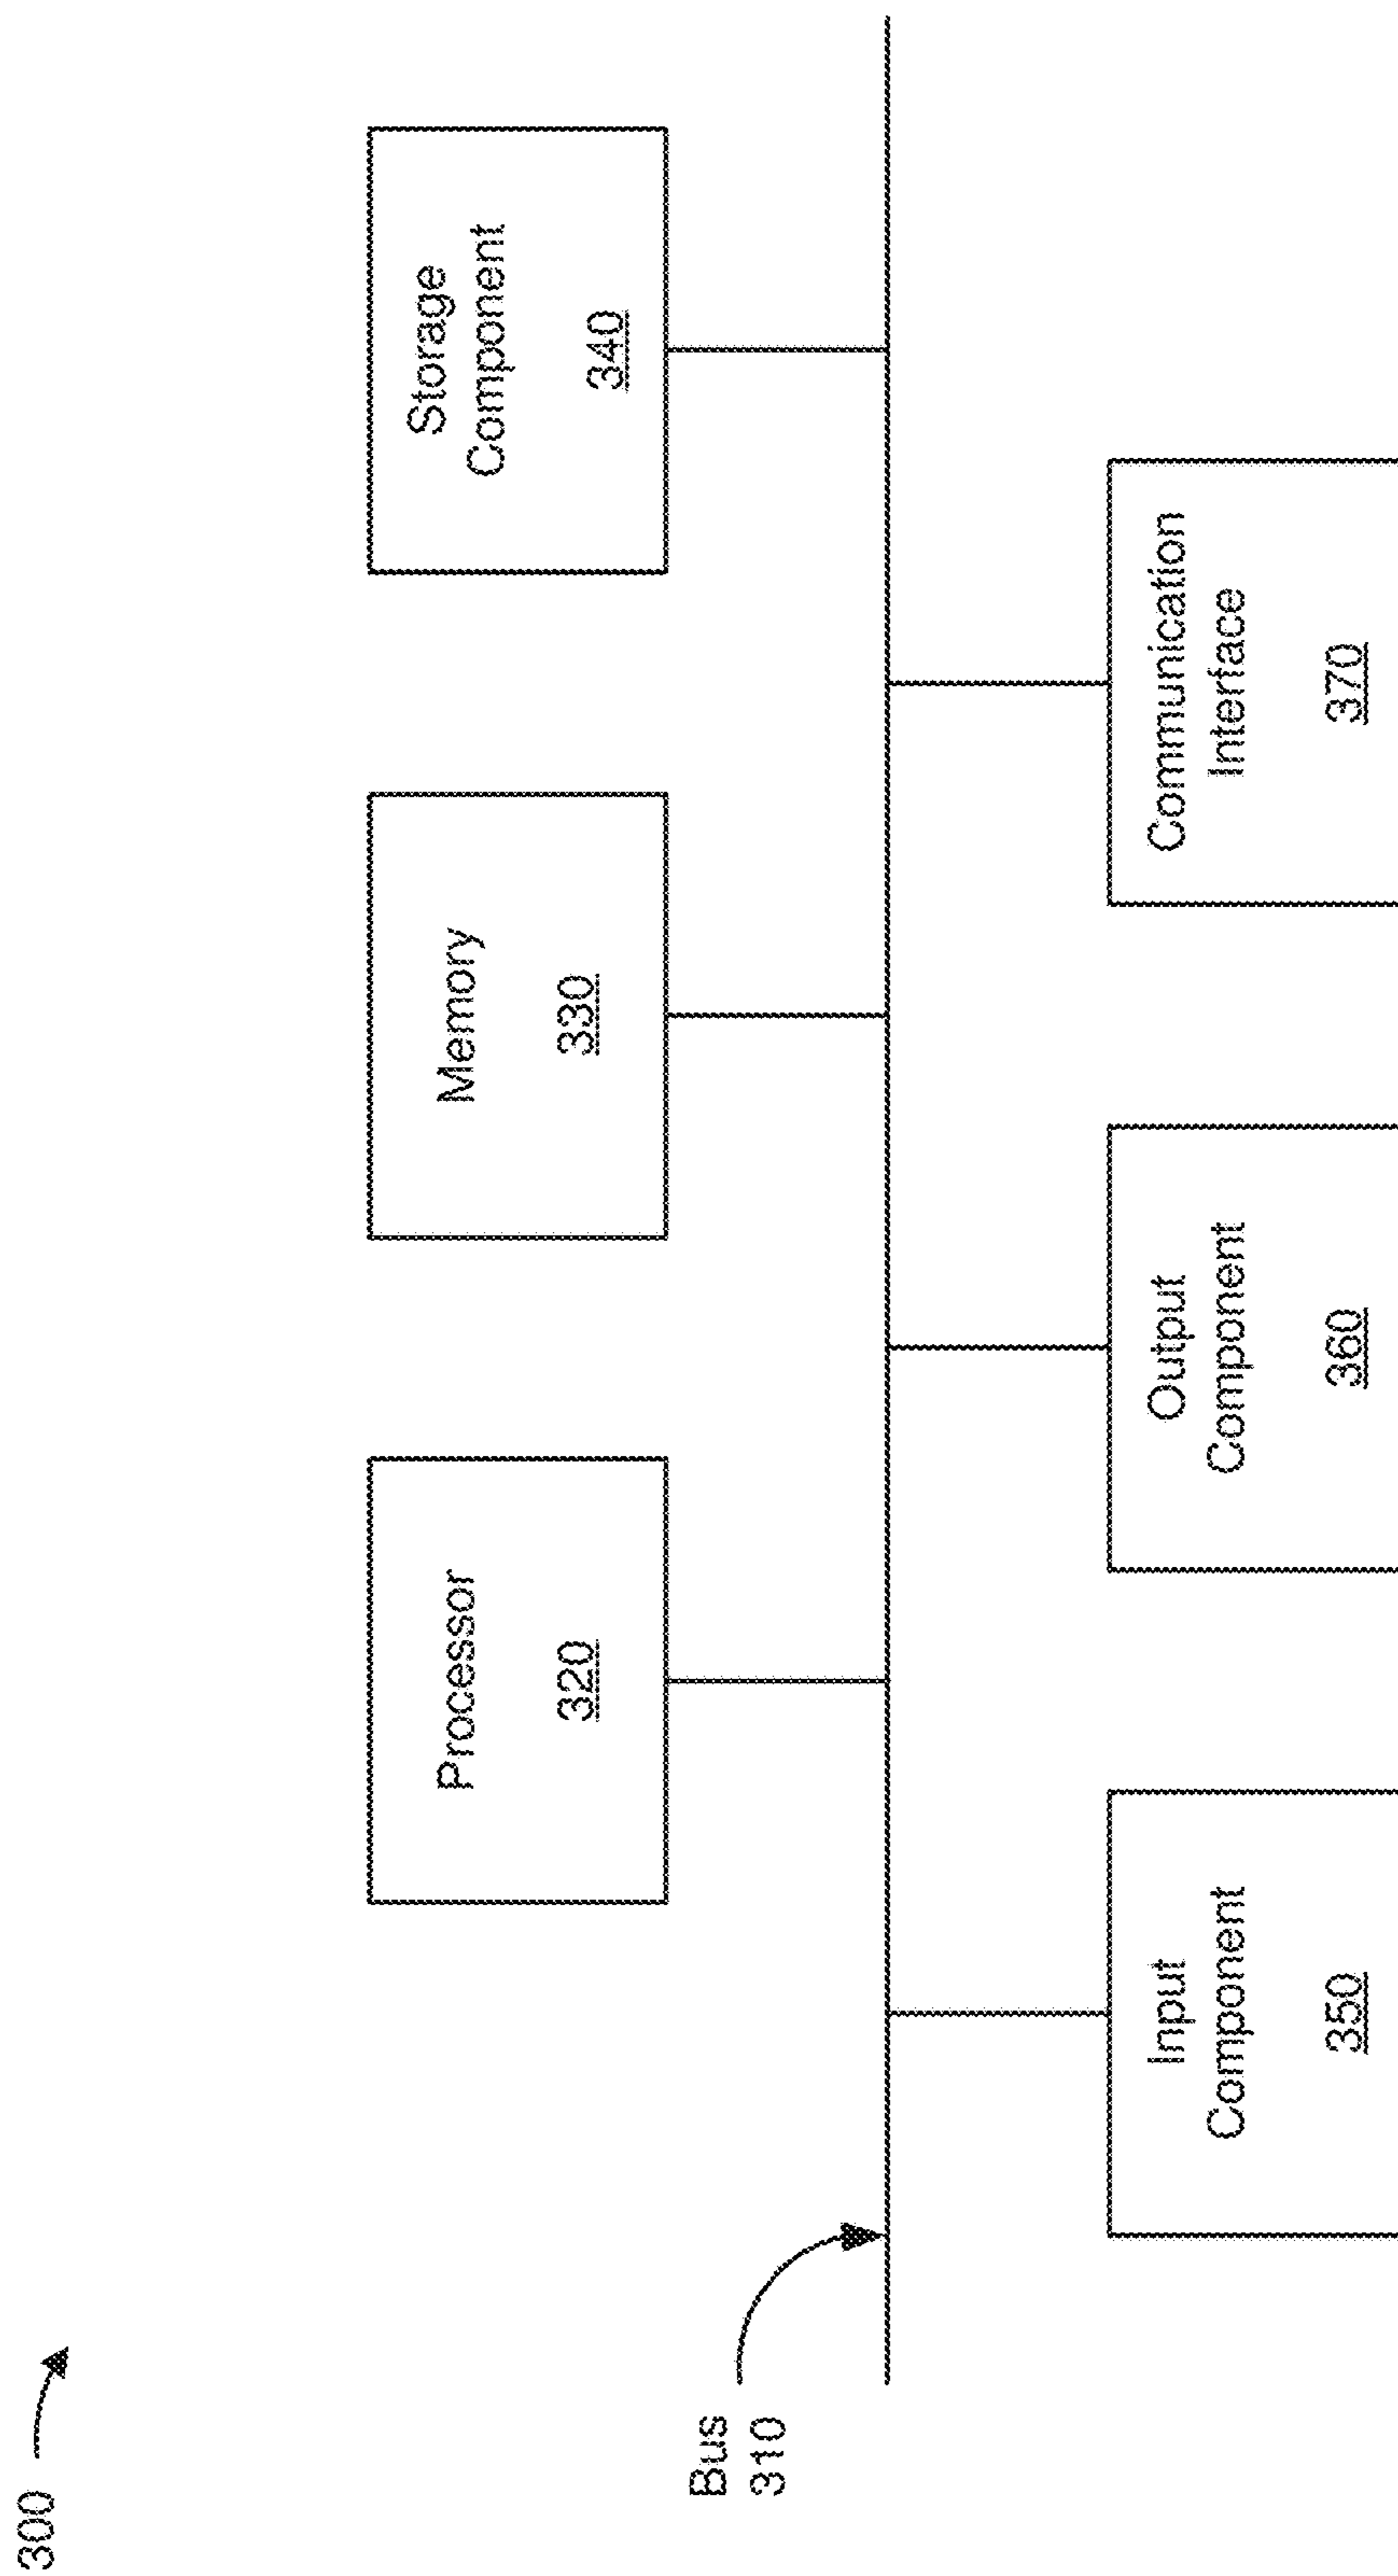 300
Processor
320
Memory
330
Storage
Component
340
Bus
310
Input
Component
350
Output
Component
360
Communication
Interface
370